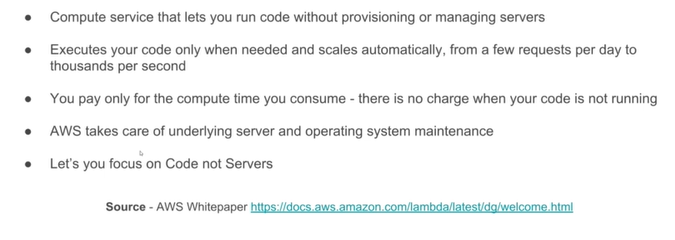 ● Compute service that lets you run code without provisioning or managing servers
● Executes your code only when needed and scales automatically, from a few requests per day to
thousands per second
● You pay only for the compute time you consume - there is no charge when your code is not running
● AWS takes care of underlying server and operating system maintenance
● Let's you focus on Code not Servers
Source - AWS Whitepaper https://docs.aws.amazon.com/lambda/latest/dg/welcome.html